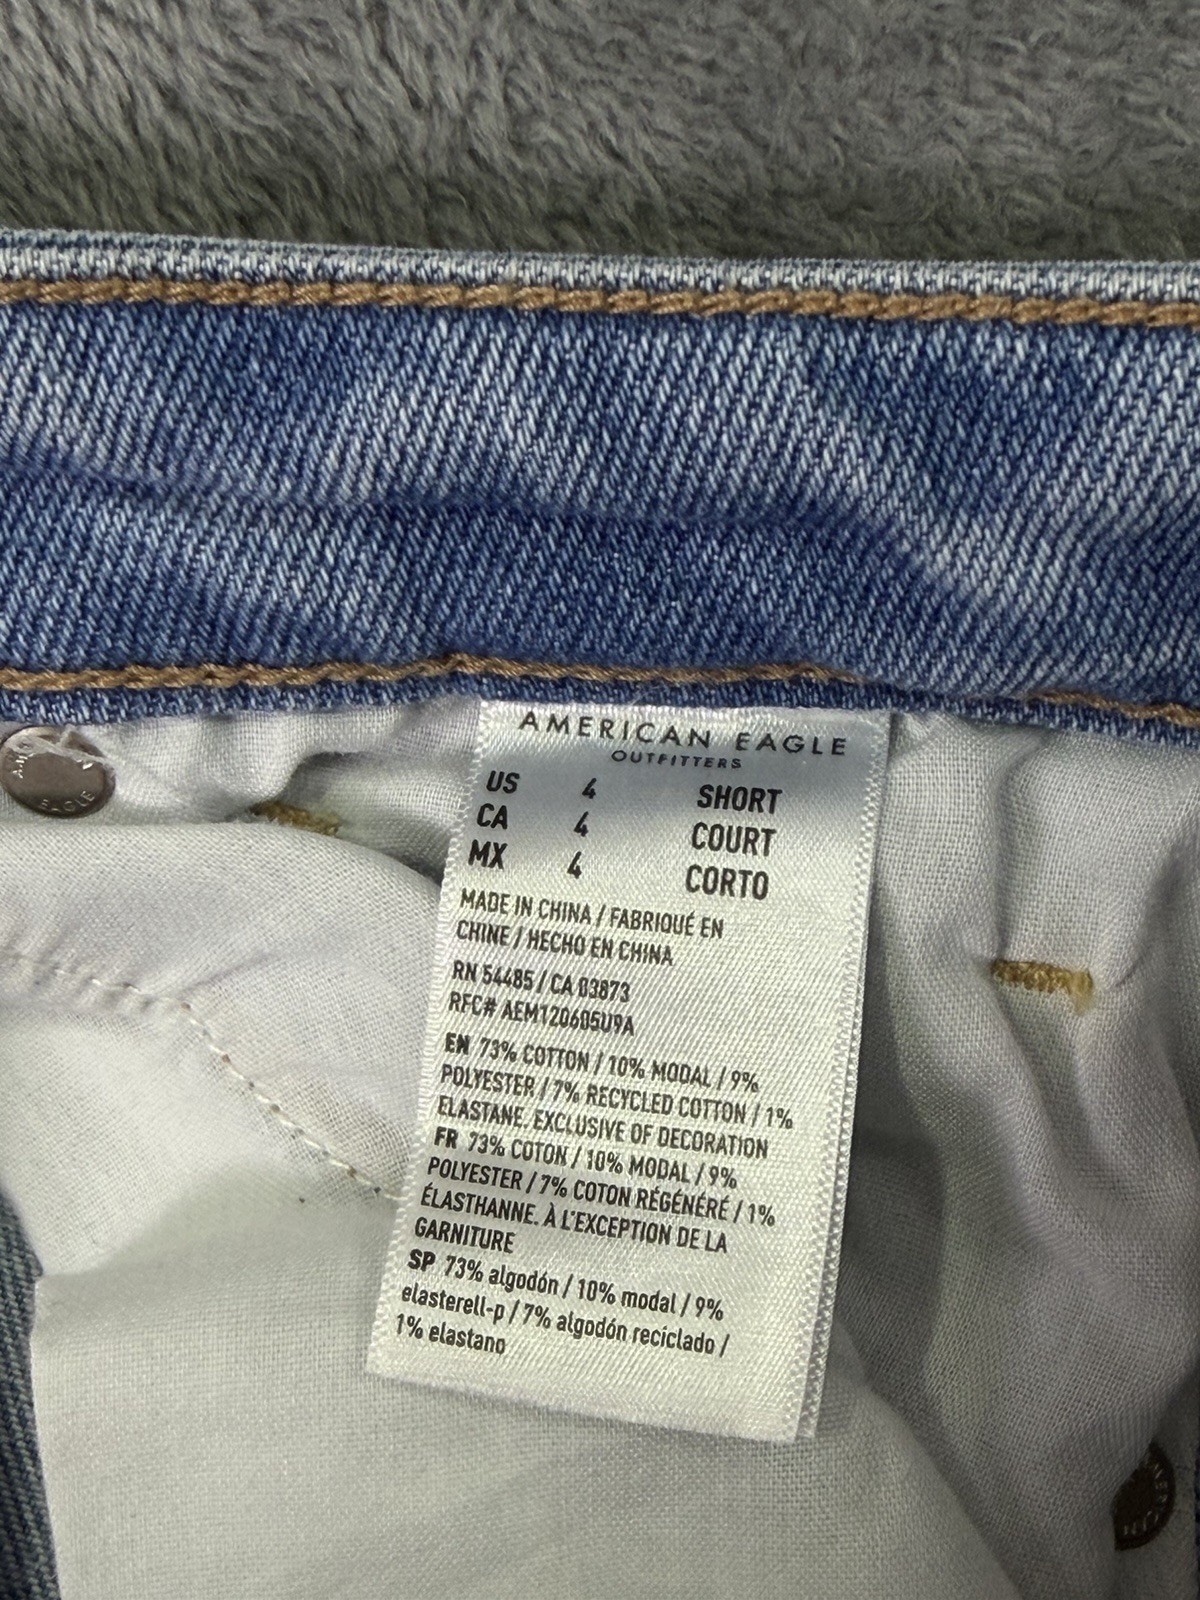 AMERICAN EAGLE
OUTFITTERS
US 4 SHORT
CA 4 COURT
MX 4 CORTO
MADE IN CHINA / FABRIQUÉ EN
CHINE / HECHO EN CHINA
RN 54485 / CA 03873
RFC# AEM120605U9A
EN 73% COTTON / 10% MODAL / 9%
POLYESTER / 7% RECYCLED COTTON / 1%
ELASTANE. EXCLUSIVE OF DECORATION
FR 73% COTON / 10% MODAL / 9%
POLYESTER / 7% COTON RÉGÉNÉRÉ / 1%
ÉLASTHANNE. À L'EXCEPTION DE LA
GARNITURE
SP 73% algodón / 10% modal / 9%
elasterell-p / 7% algodón reciclado /
1% elastano
EAGLE